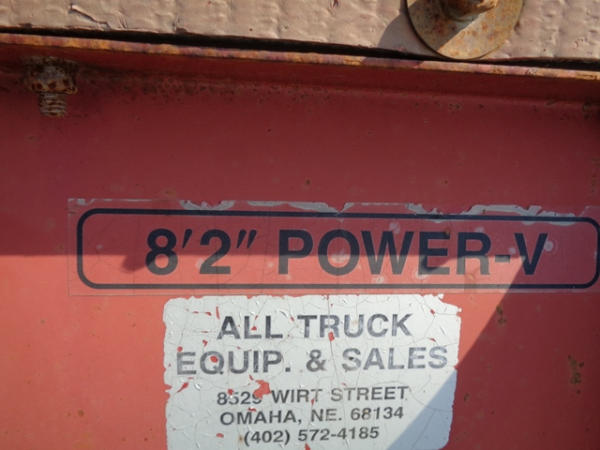 8'2" POWER-V
ALL TRUCK
EQUIP. & SALES
8529 WIRT STREET
OMAHA, NE. 68134
(402) 572-4185